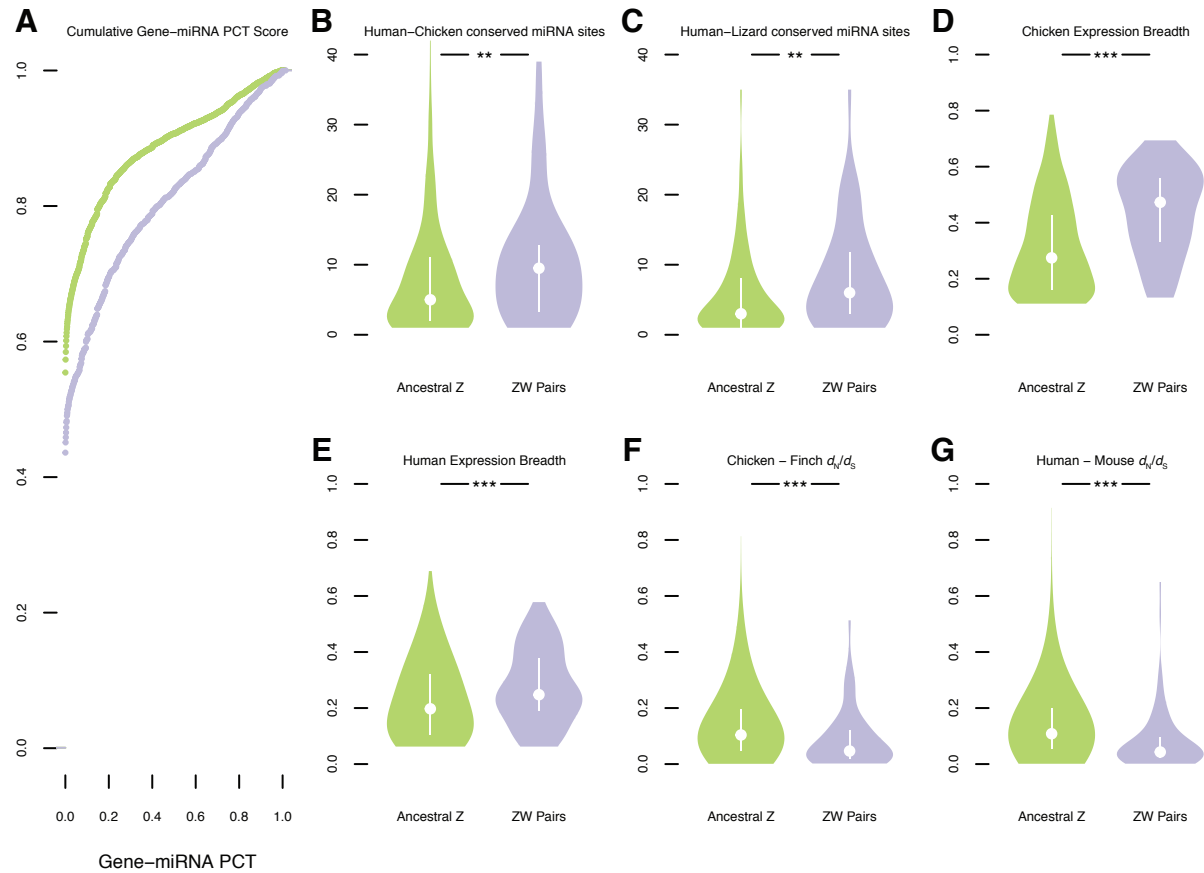 A
Cumulative Gene−miRNA PCT Score
1.0
0.8
0.6
0.4
0.2
0.0
0.0 0.2 0.4 0.6 0.8 1.0
Gene−miRNA PCT
B
Human−Chicken conserved miRNA sites
**
40
30
20
10
0
Ancestral Z ZW Pairs
C
Human−Lizard conserved miRNA sites
**
40
30
20
10
0
Ancestral Z ZW Pairs
D
Chicken Expression Breadth
***
1.0
0.8
0.6
0.4
0.2
0.0
Ancestral Z ZW Pairs
E
Human Expression Breadth
***
1.0
0.8
0.6
0.4
0.2
0.0
Ancestral Z ZW Pairs
F
Chicken − Finch dN/dS
***
1.0
0.8
0.6
0.4
0.2
0.0
Ancestral Z ZW Pairs
G
Human − Mouse dN/dS
***
1.0
0.8
0.6
0.4
0.2
0.0
Ancestral Z ZW Pairs